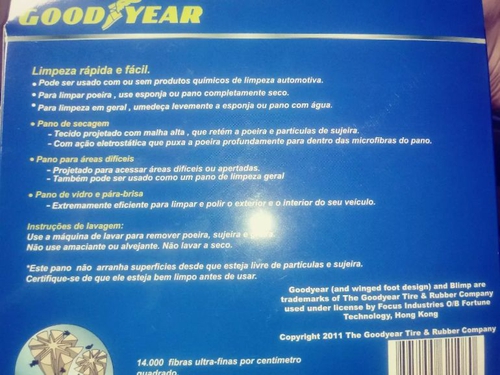 GOODYEAR
Limpeza rápida e fácil.
• Pode ser usado com ou sem produtos químicos de limpeza automotiva.
• Para limpar poeira , use esponja ou pano completamente seco.
• Para limpeza em geral , umedeça levemente a esponja ou pano com água.
• Pano de secagem
– Tecido projetado com malha alta , que retém a poeira e partículas de sujeira.
– Com ação eletrostática que puxa a poeira profundamente para dentro das microfibras do pano.
• Pano para áreas difíceis
– Projetado para acessar áreas difíceis ou apertadas.
– Também pode ser usado como um pano de limpeza geral
• Pano de vidro e pára-brisa
– Extremamente eficiente para limpar e polir o exterior e o interior do seu veículo.
Instruções de lavagem:
Use a máquina de lavar para remover poeira, sujeira e
Não use amaciante ou alvejante. Não lavar a seco.
*Este pano não arranha superfícies desde que esteja livre de partículas e sujeira.
Certifique-se de que ele esteja bem limpo antes de usar.
Goodyear (and winged foot design) and Blimp are
trademarks of The Goodyear Tire & Rubber Company
used under license by Focus Industries O/B Fortune
Technology, Hong Kong
Copyright 2011 The Goodyear Tire & Rubber Company
14.000 fibras ultra-finas por centímetro
quadrado